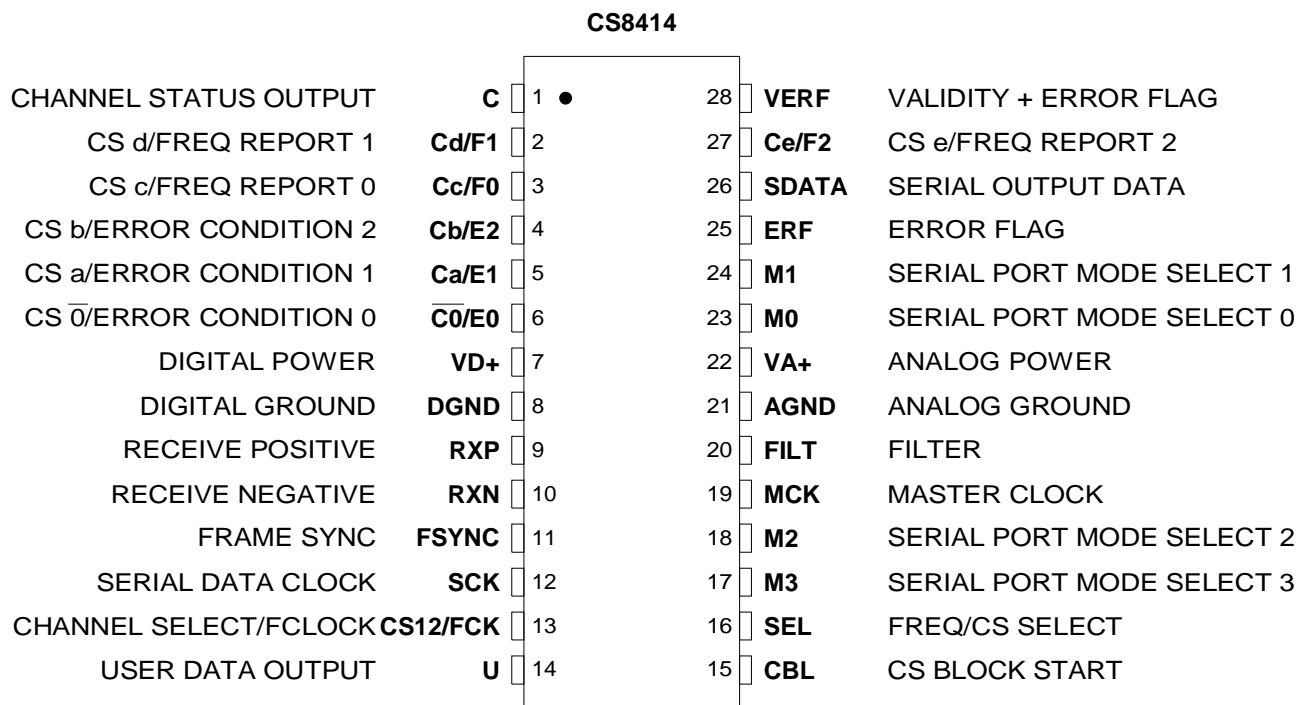 CS8414
CHANNEL STATUS OUTPUT C 1 28 VERF VALIDITY + ERROR FLAG
CS d/FREQ REPORT 1 Cd/F1 2 27 Ce/F2 CS e/FREQ REPORT 2
CS c/FREQ REPORT 0 Cc/F0 3 26 SDATA SERIAL OUTPUT DATA
CS b/ERROR CONDITION 2 Cb/E2 4 25 ERF ERROR FLAG
CS a/ERROR CONDITION 1 Ca/E1 5 24 M1 SERIAL PORT MODE SELECT 1
CS 0̅/ERROR CONDITION 0 C̅0̅/E0 6 23 M0 SERIAL PORT MODE SELECT 0
DIGITAL POWER VD+ 7 22 VA+ ANALOG POWER
DIGITAL GROUND DGND 8 21 AGND ANALOG GROUND
RECEIVE POSITIVE RXP 9 20 FILT FILTER
RECEIVE NEGATIVE RXN 10 19 MCK MASTER CLOCK
FRAME SYNC FSYNC 11 18 M2 SERIAL PORT MODE SELECT 2
SERIAL DATA CLOCK SCK 12 17 M3 SERIAL PORT MODE SELECT 3
CHANNEL SELECT/FCLOCK CS12/FCK 13 16 SEL FREQ/CS SELECT
USER DATA OUTPUT U 14 15 CBL CS BLOCK START